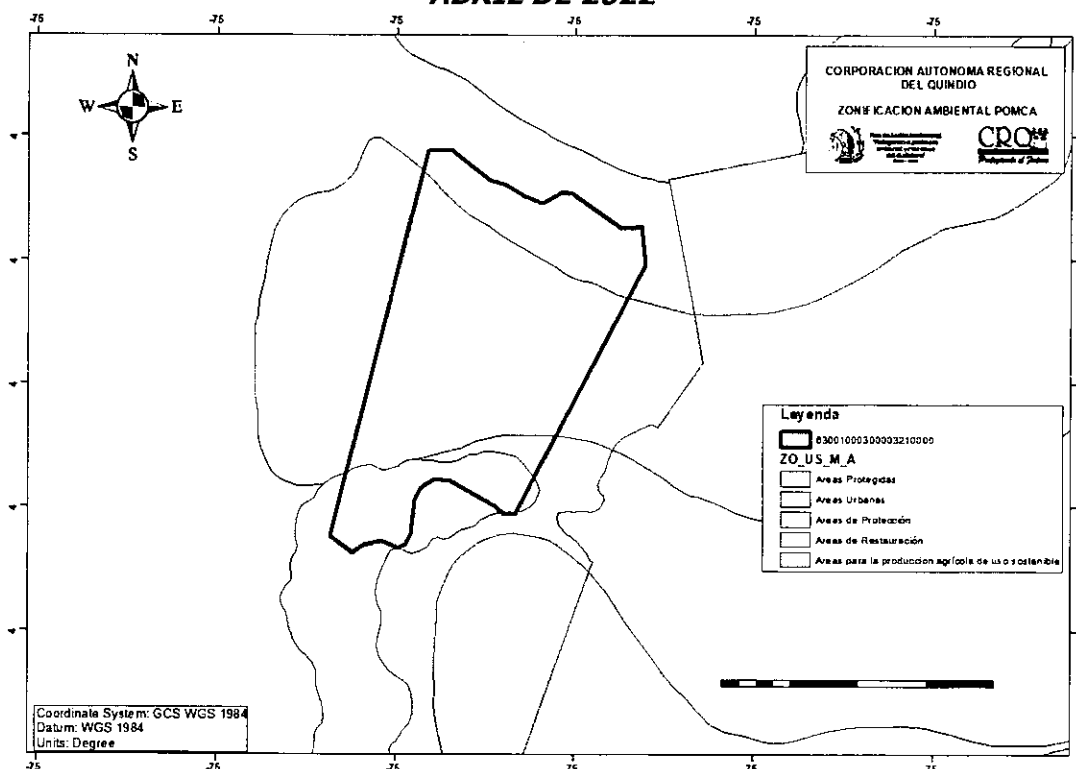 ABRIL DE 2022
-75 -75 -75 -75 -75 -75
N
W E
S
CORPORACION AUTONOMA REGIONAL
DEL QUINDIO
ZONIFICACION AMBIENTAL POMCA
CRQ
Protegiendo el Futuro
4
4
4
4
4
Leyenda
ZO_US_M_A
Areas Protegidas
Areas Urbanas
Areas de Protección
Areas de Restauración
Areas para la produccion agrícola de uso sostenible
Coordinate System: GCS WGS 1984
Datum: WGS 1984
Units: Degree
-75 -75 -75 -75 -75 -75